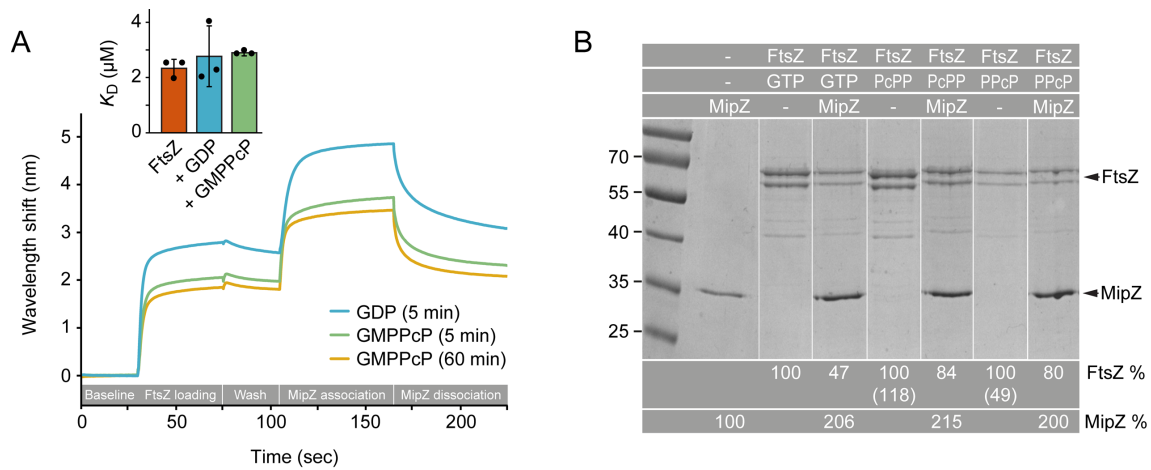 A
K_D (µM)
4
2
0
FtsZ
+ GDP
+ GMPPcP
Wavelength shift (nm)
5
4
3
2
1
0
GDP (5 min)
GMPPcP (5 min)
GMPPcP (60 min)
Baseline FtsZ loading Wash MipZ association MipZ dissociation
0 50 100 150 200
Time (sec)
B
- FtsZ FtsZ FtsZ FtsZ FtsZ FtsZ
- GTP GTP PcPP PcPP PPcP PPcP
MipZ - MipZ - MipZ - MipZ
70
55
40
35
25
FtsZ
MipZ
100 47 100 84 100 80 FtsZ %
(118) (49)
100 206 215 200 MipZ %